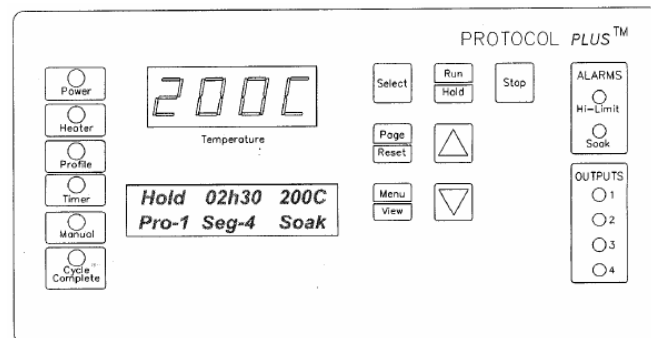 PROTOCOL PLUS™
Power
Heater
Profile
Timer
Manual
Cycle Complete
200C
Temperature
Hold 02h30 200C
Pro-1 Seg-4 Soak
Select
Run
Hold
Stop
Page
Reset
Menu
View
ALARMS
Hi-Limit
Soak
OUTPUTS
1
2
3
4